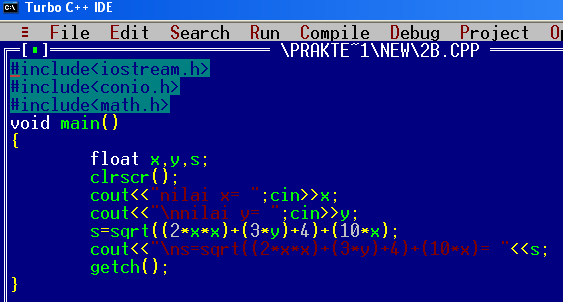 Turbo C++ IDE
≡ File Edit Search Run Compile Debug Project O
[■] \PRAKTE~1\NEW\2B.CPP
#include<iostream.h>
#include<conio.h>
#include<math.h>
void main()
{
float x,y,s;
clrscr();
cout<<"nilai x= ";cin>>x;
cout<<"\nnilai y= ";cin>>y;
s=sqrt((2*x*x)+(3*y)+4)+(10*x);
cout<<"\ns=sqrt((2*x*x)+(3*y)+4)+(10*x)= "<<s;
getch();
}